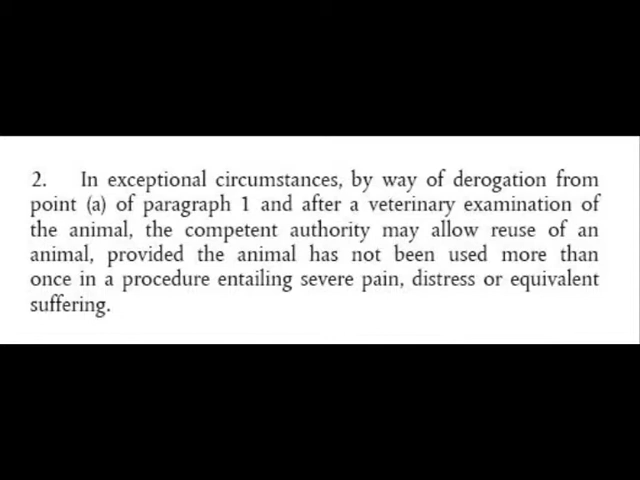 2. In exceptional circumstances, by way of derogation from
point (a) of paragraph 1 and after a veterinary examination of
the animal, the competent authority may allow reuse of an
animal, provided the animal has not been used more than
once in a procedure entailing severe pain, distress or equivalent
suffering.